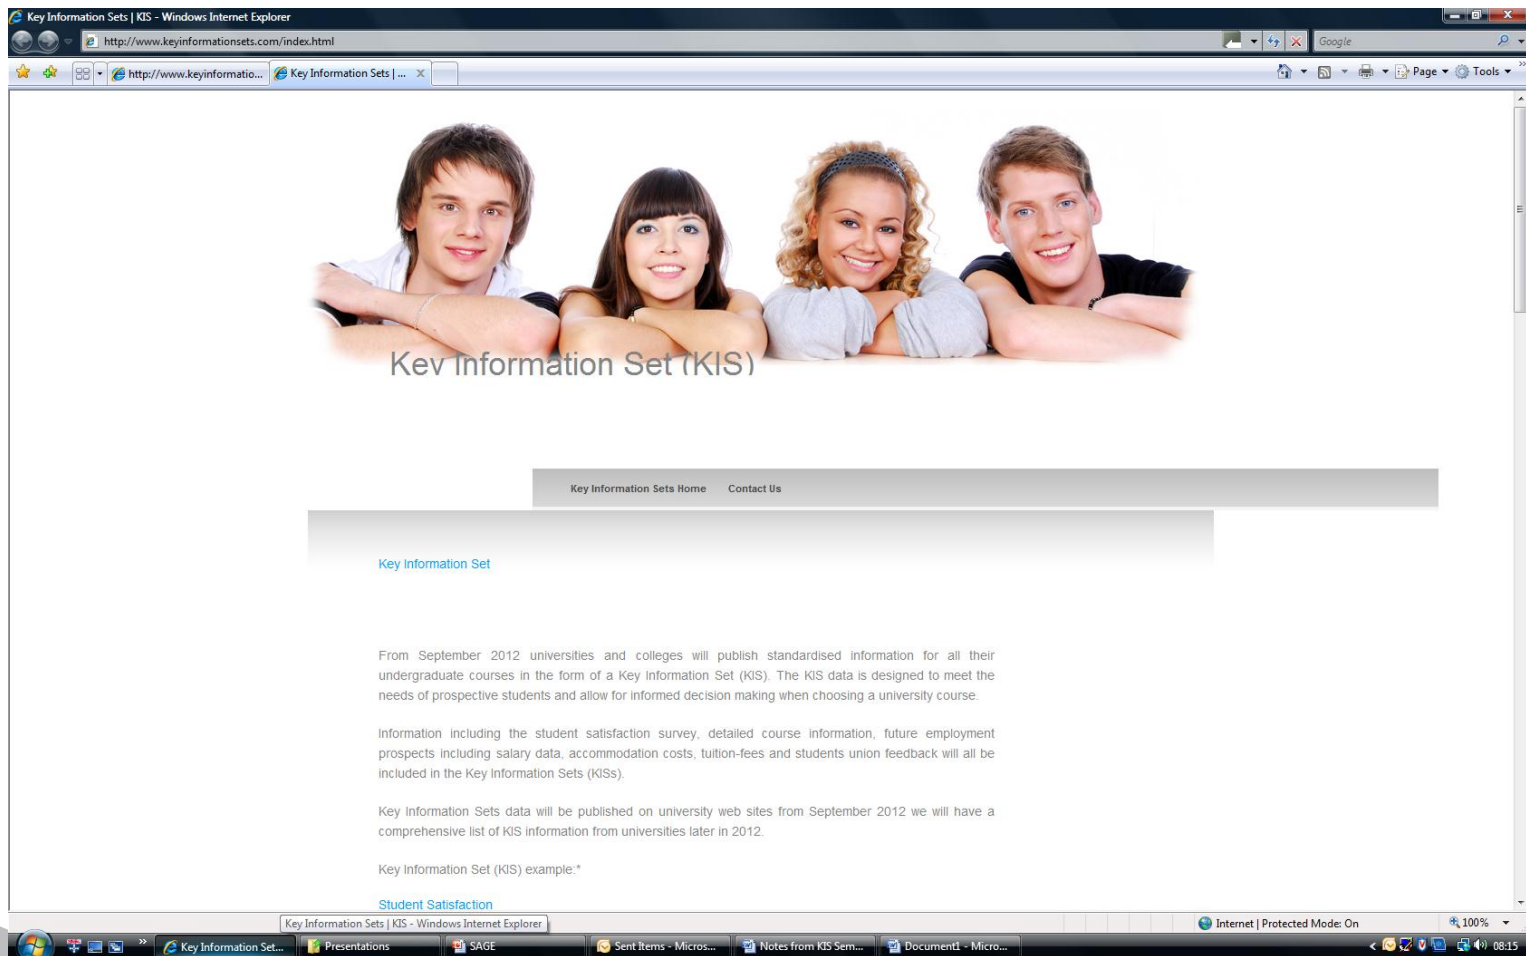 Key Information Sets | KIS - Windows Internet Explorer
http://www.keyinformationsets.com/index.html
Google
http://www.keyinformatio...
Key Information Sets | ...
Page
Tools
Key Information Set (KIS)
Key Information Sets Home
Contact Us
Key Information Set
From September 2012 universities and colleges will publish standardised information for all their
undergraduate courses in the form of a Key Information Set (KIS). The KIS data is designed to meet the
needs of prospective students and allow for informed decision making when choosing a university course.
Information including the student satisfaction survey, detailed course information, future employment
prospects including salary data, accommodation costs, tuition-fees and students union feedback will all be
included in the Key Information Sets (KISs).
Key Information Sets data will be published on university web sites from September 2012 we will have a
comprehensive list of KIS information from universities later in 2012.
Key Information Set (KIS) example:*
Student Satisfaction
Key Information Sets | KIS - Windows Internet Explorer
Internet | Protected Mode: On
100%
Key Information Set...
Presentations
SAGE
Sent Items - Micros...
Notes from KIS Sem...
Document1 - Micro...
08:15